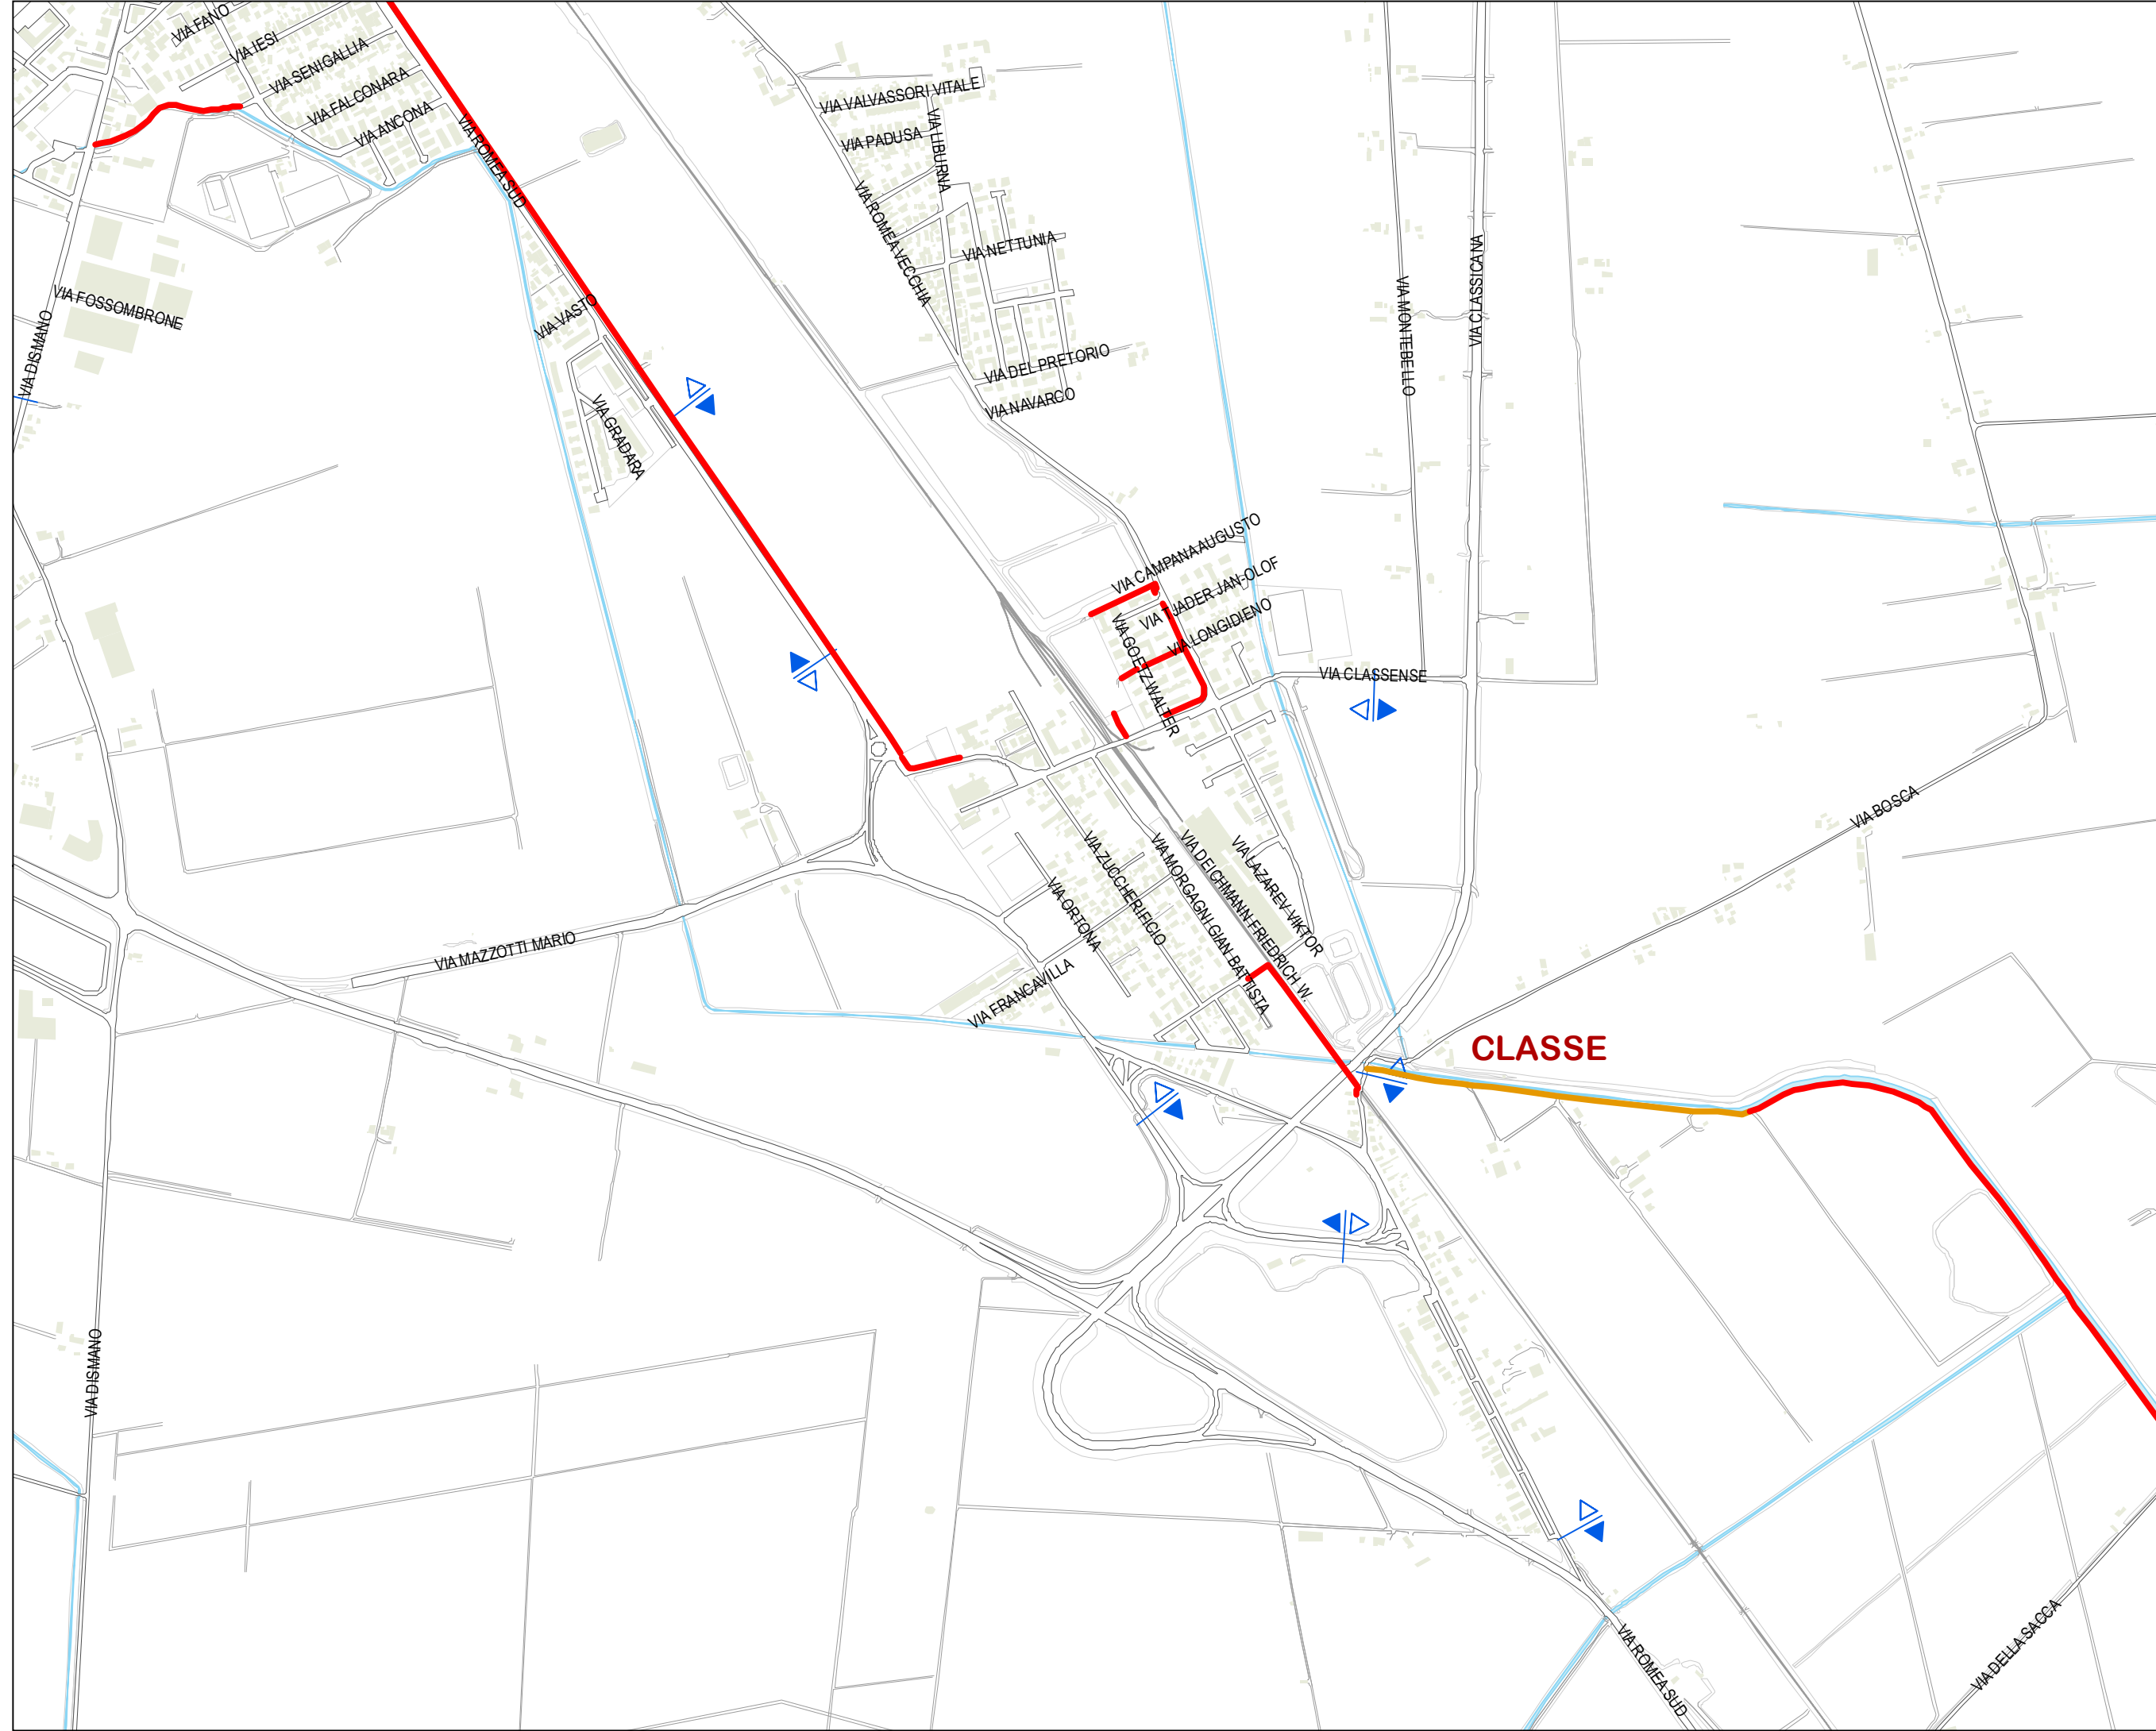 VIA FANO
VIA IESI
VIA SENIGALLIA
VIA FALCONARA
VIA ANCONA
VIA ROMEA SUD
VIA VALVASSORI VITALE
VIA PADUSA
VIA LIBURNA
VIA ROMEA VECCHIA
VIA NETTUNIA
VIA MONTEBELLO
VIA CLASSICANA
VIA FOSSOMBRONE
VIA DISMANO
VIA VASTO
VIA GRADARA
VIA DEL PRETORIO
VIA NAVARCO
VIA CAMPANA AUGUSTO
VIA TJADER JAN-OLOF
VIA LONGIDIENO
VIA GOEZ WALTER
VIA CLASSENSE
VIA BOSCA
VIA ZUCCHERIFICIO
VIA MORGAGNI GIAN BATTISTA
VIA DEICHMANN FRIEDRICH W.
VIA LAZAREV VIKTOR
VIA ORTONA
VIA MAZZOTTI MARIO
VIA FRANCAVILLA
CLASSE
VIA DISMANO
VIA ROMEA SUD
VIA DELLA SACCA